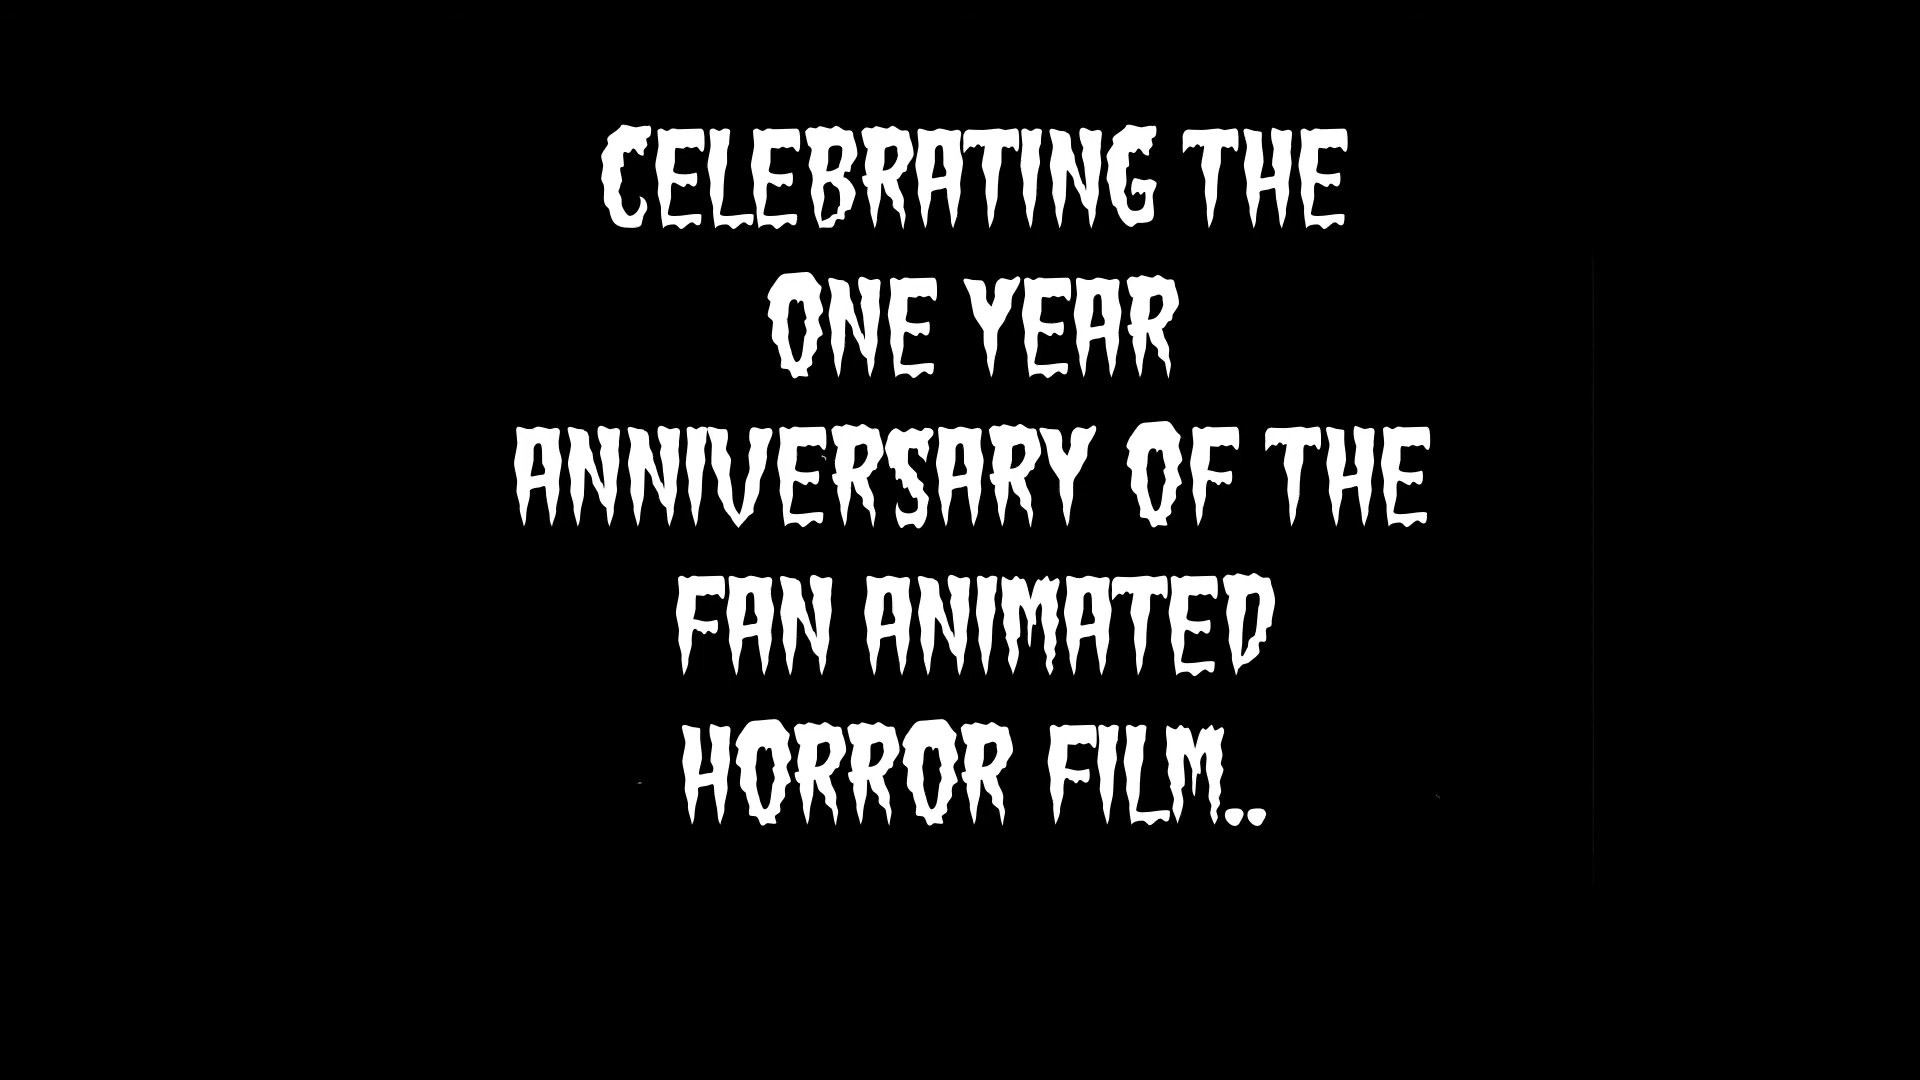 CELEBRATING THE
ONE YEAR
ANNIVERSARY OF THE
FAN ANIMATED
HORROR FILM..